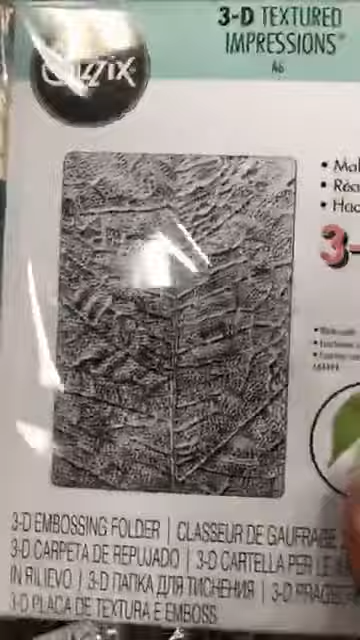 Sizzix
3-D TEXTURED
IMPRESSIONS
A6
3-D EMBOSSING FOLDER | CLASSEUR DE GAUFRAGE
3-D CARPETA DE REPUJADO | 3-D CARTELLA PER LE
IN RILIEVO | 3-D ПАПКА ДЛЯ ТИСНЕНИЯ | 3-D
3-D PLACA DE TEXTURA E EMBOSS